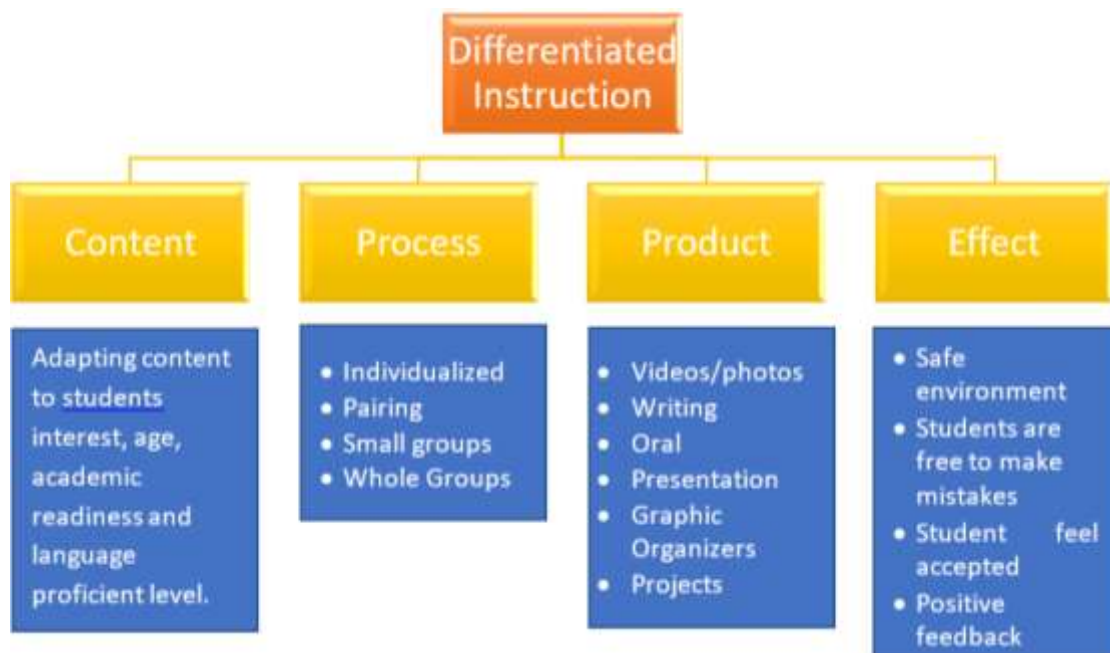 Differentiated
Instruction
Content
Adapting content
to students
interest, age,
academic
readiness and
language
proficient level.
Process
• Individualized
• Pairing
• Small groups
• Whole Groups
Product
• Videos/photos
• Writing
• Oral
• Presentation
• Graphic
Organizers
• Projects
Effect
• Safe
environment
• Students are
free to make
mistakes
• Student feel
accepted
• Positive
feedback